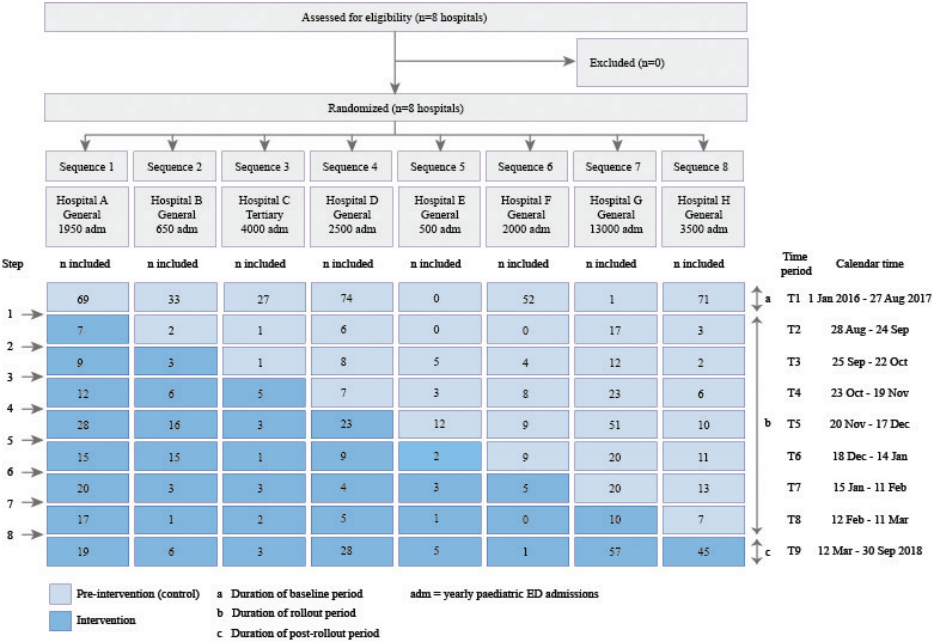 Assessed for eligibility (n=8 hospitals)
Excluded (n=0)
Randomized (n=8 hospitals)
Sequence 1 Sequence 2 Sequence 3 Sequence 4 Sequence 5 Sequence 6 Sequence 7 Sequence 8
Hospital A Hospital B Hospital C Hospital D Hospital E Hospital F Hospital G Hospital H
General General Tertiary General General General General General
1950 adm 650 adm 4000 adm 2500 adm 500 adm 2000 adm 13000 adm 3500 adm
Step n included n included n included n included n included n included n included n included Time period Calendar time
69 33 27 74 0 52 1 71 a T1 1 Jan 2016 - 27 Aug 2017
1
7 2 1 6 0 0 17 3 T2 28 Aug - 24 Sep
2
9 3 1 8 5 4 12 2 T3 25 Sep - 22 Oct
3
12 6 5 7 3 8 23 6 T4 23 Oct - 19 Nov
4
28 16 3 23 12 9 51 10 b T5 20 Nov - 17 Dec
5
15 15 1 9 2 9 20 11 T6 18 Dec - 14 Jan
6
20 3 3 4 3 5 20 13 T7 15 Jan - 11 Feb
7
17 1 2 5 1 0 10 7 T8 12 Feb - 11 Mar
8
19 6 3 28 5 1 57 45 c T9 12 Mar - 30 Sep 2018
Pre-intervention (control) a Duration of baseline period adm = yearly paediatric ED admissions
Intervention b Duration of rollout period
c Duration of post-rollout period